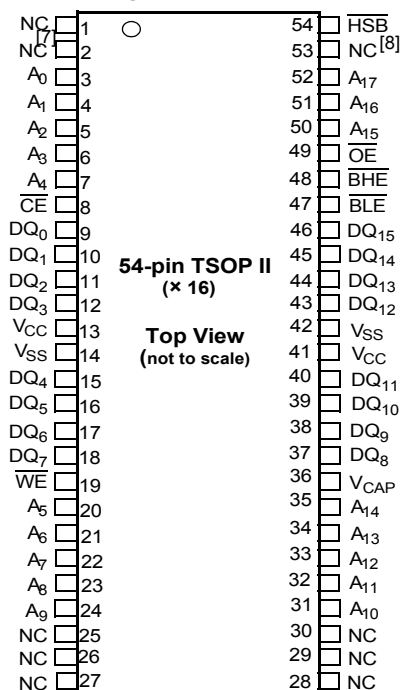 NC 1 54 H̅S̅B̅
[7]
NC 2 53 NC[8]
A0 3 52 A17
A1 4 51 A16
A2 5 50 A15
A3 6 49 O̅E̅
A4 7 48 B̅H̅E̅
C̅E̅ 8 47 B̅L̅E̅
DQ0 9 46 DQ15
DQ1 10 45 DQ14
DQ2 11 54-pin TSOP II 44 DQ13
DQ3 12 (× 16) 43 DQ12
VCC 13 Top View 42 VSS
VSS 14 (not to scale) 41 VCC
DQ4 15 40 DQ11
DQ5 16 39 DQ10
DQ6 17 38 DQ9
DQ7 18 37 DQ8
W̅E̅ 19 36 VCAP
A5 20 35 A14
A6 21 34 A13
A7 22 33 A12
A8 23 32 A11
A9 24 31 A10
NC 25 30 NC
NC 26 29 NC
NC 27 28 NC